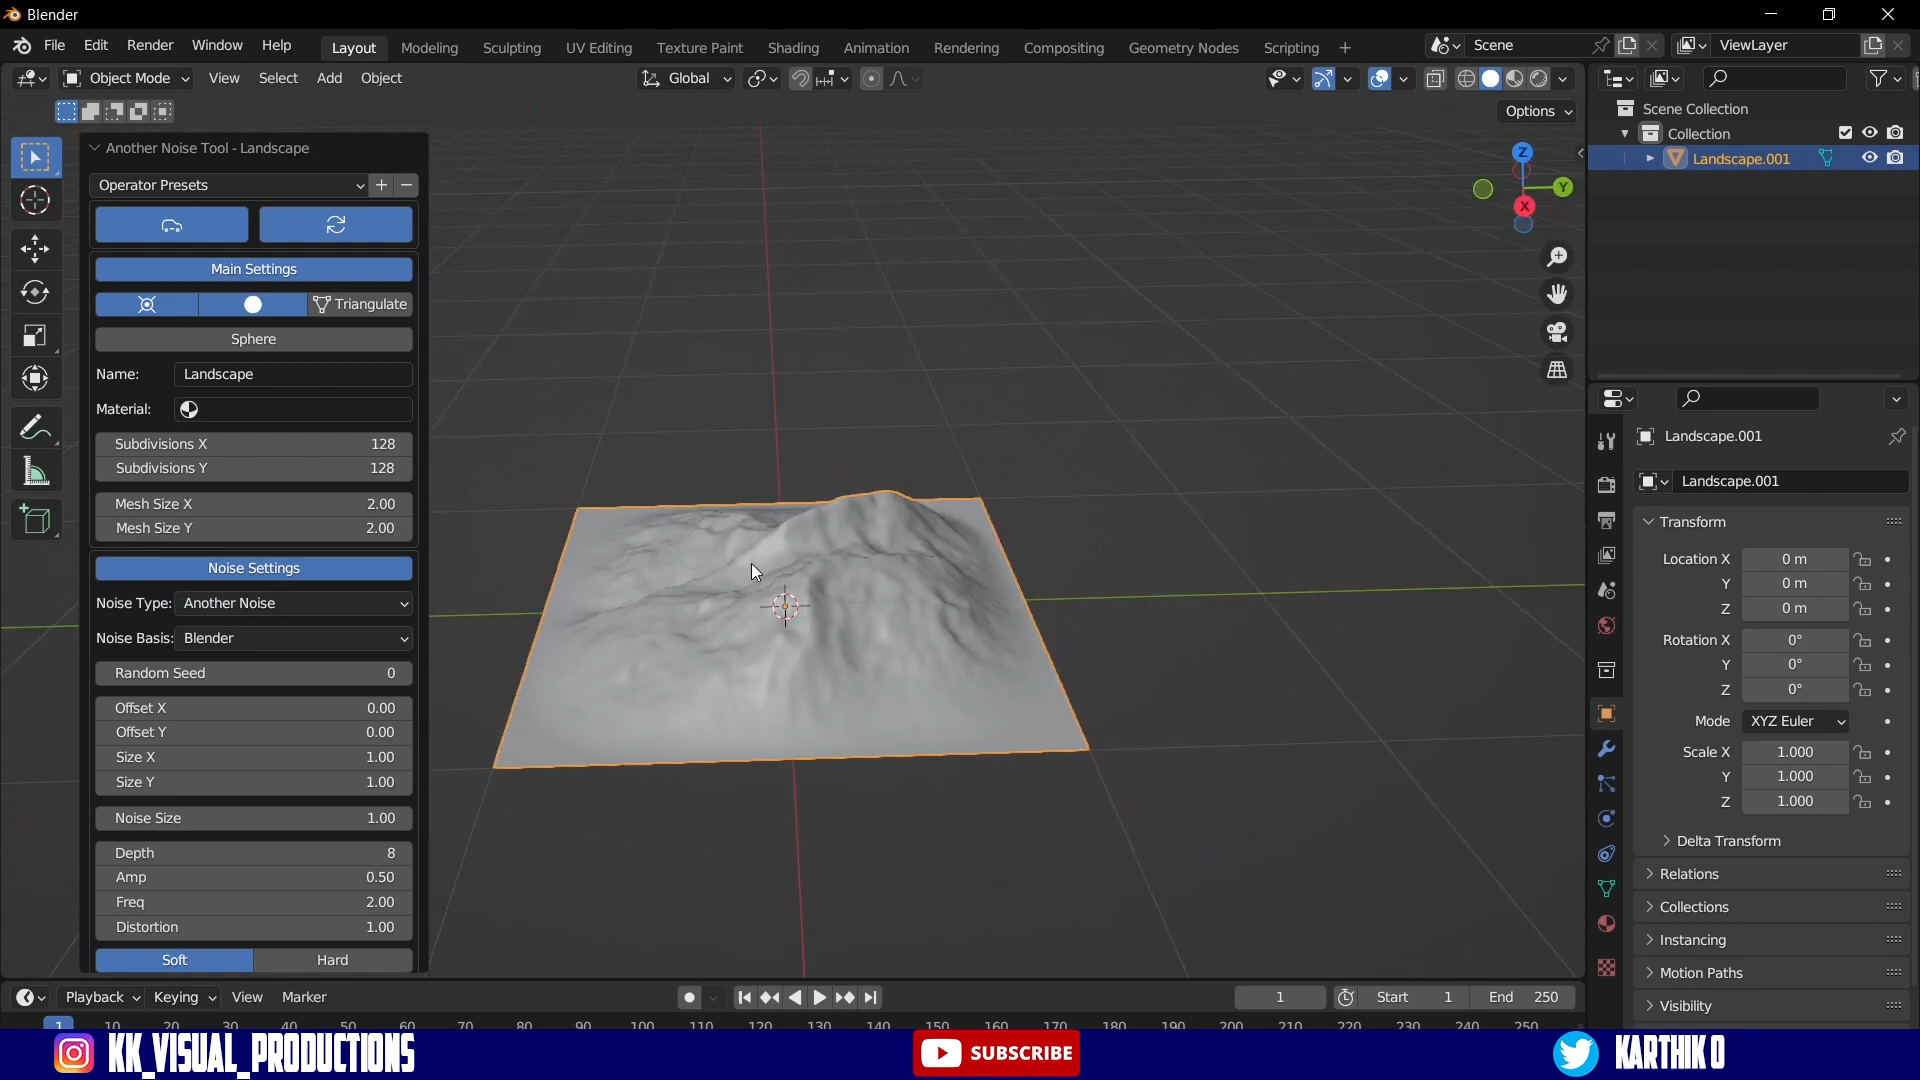 Blender
File Edit Render Window Help
Layout Modeling Sculpting UV Editing Texture Paint Shading Animation Rendering Compositing Geometry Nodes Scripting +
Scene
ViewLayer
Object Mode View Select Add Object
Global
Options
Another Noise Tool - Landscape
Operator Presets
Main Settings
Triangulate
Sphere
Name: Landscape
Material:
Subdivisions X 128
Subdivisions Y 128
Mesh Size X 2.00
Mesh Size Y 2.00
Noise Settings
Noise Type: Another Noise
Noise Basis: Blender
Random Seed 0
Offset X 0.00
Offset Y 0.00
Size X 1.00
Size Y 1.00
Noise Size 1.00
Depth 8
Amp 0.50
Freq 2.00
Distortion 1.00
Soft Hard
Z
Y
X
Scene Collection
Collection
Landscape.001
Landscape.001
Landscape.001
Transform
Location X 0 m
Y 0 m
Z 0 m
Rotation X 0°
Y 0°
Z 0°
Mode XYZ Euler
Scale X 1.000
Y 1.000
Z 1.000
Delta Transform
Relations
Collections
Instancing
Motion Paths
Visibility
Playback Keying View Marker
1 Start 1 End 250
1 10 20 30 40 50 60 70 80 90 100 110 120 130 140 150 160 170 180 190 200 210 220 230 240 250
KK_VISUAL_PRODUCTIONS
SUBSCRIBE
KARTHIK O